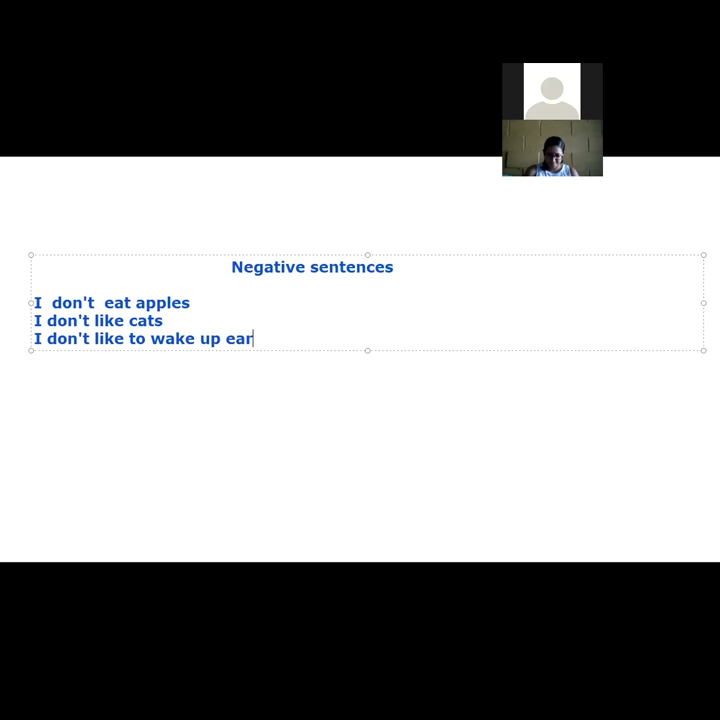 Negative sentences
I  don't  eat apples
I don't like cats
I don't like to wake up ear